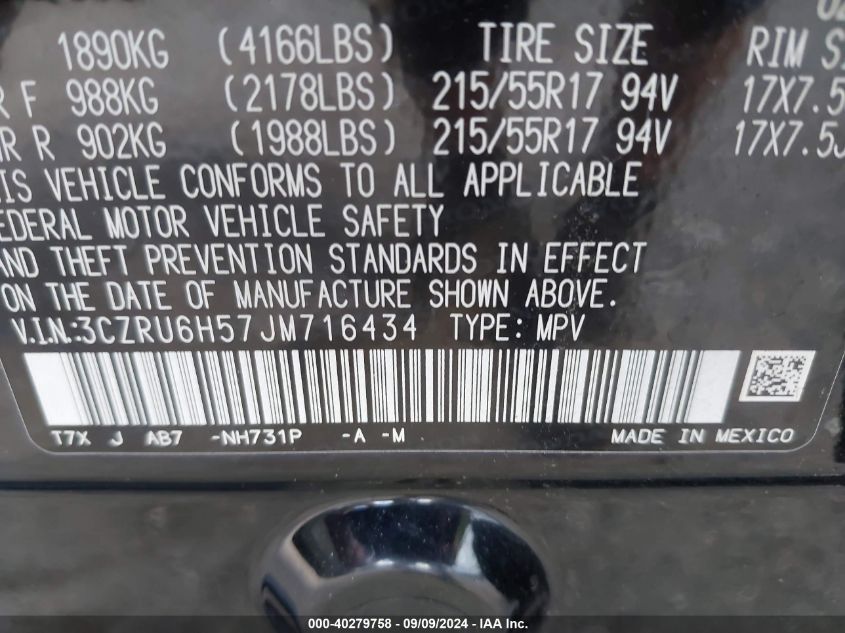 1890KG (4166LBS) TIRE SIZE RIM
R F 988KG (2178LBS) 215/55R17 94V 17X7.5
R R 902KG (1988LBS) 215/55R17 94V 17X7.5J
IS VEHICLE CONFORMS TO ALL APPLICABLE
EDERAL MOTOR VEHICLE SAFETY
AND THEFT PREVENTION STANDARDS IN EFFECT
ON THE DATE OF MANUFACTURE SHOWN ABOVE.
V.I.N.:3CZRU6H57JM716434 TYPE: MPV
T7X J AB7 -NH731P -A -M MADE IN MEXICO
000-40279758 - 09/09/2024 - IAA Inc.